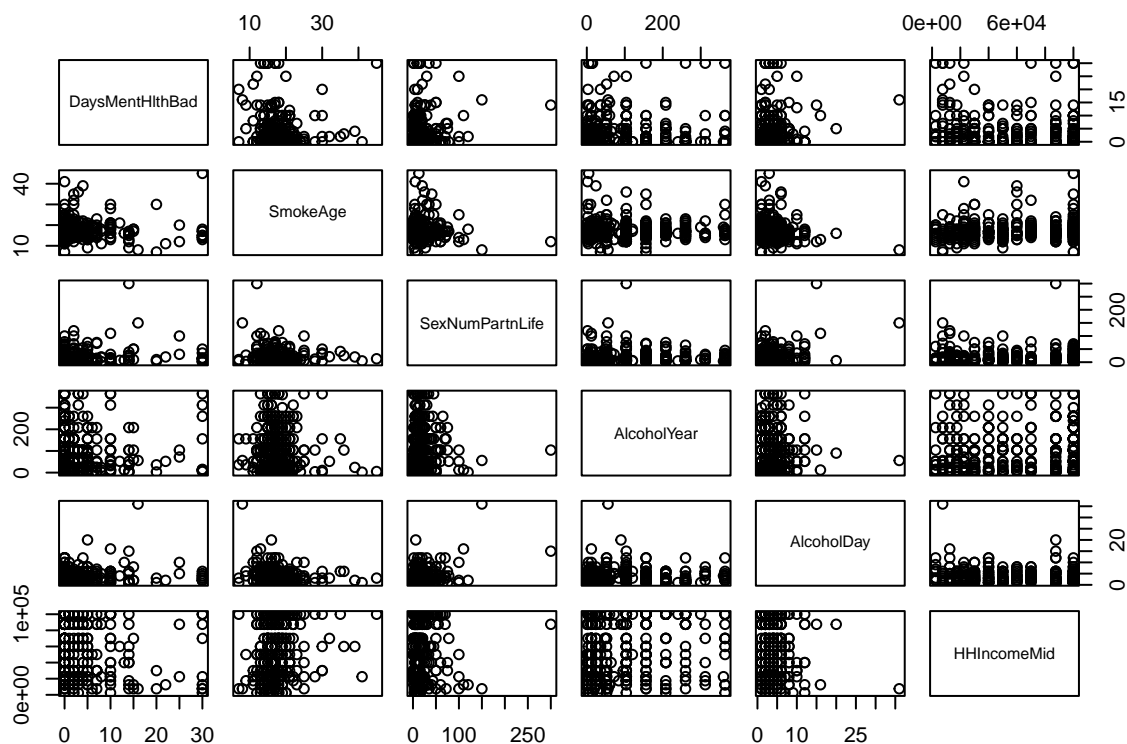 10 30
0 200
0e+00 6e+04
DaysMentHlthBad
0 15
10 40
SmokeAge
SexNumPartnLife
0 200
0 200
AlcoholYear
AlcoholDay
0 20
0e+00 1e+05
HHIncomeMid
0 10 20 30
0 100 250
0 10 25